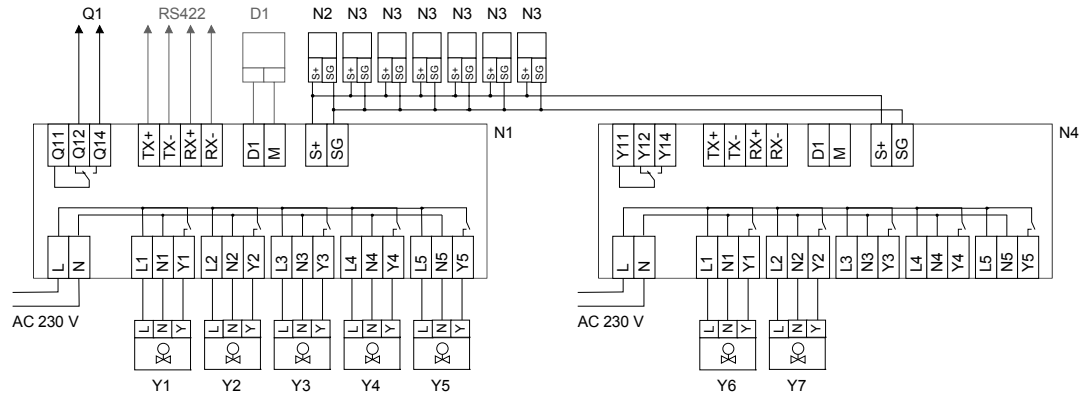 Q1 RS422 D1 N2 N3 N3 N3 N3 N3 N3
S+ SG S+ SG S+ SG S+ SG S+ SG S+ SG S+ SG
N1 N4
Q11 Q12 Q14 TX+ TX- RX+ RX- D1 M S+ SG Y11 Y12 Y14 TX+ TX- RX+ RX- D1 M S+ SG
L N L1 N1 Y1 L2 N2 Y2 L3 N3 Y3 L4 N4 Y4 L5 N5 Y5 L N L1 N1 Y1 L2 N2 Y2 L3 N3 Y3 L4 N4 Y4 L5 N5 Y5
AC 230 V AC 230 V
L N Y L N Y L N Y L N Y L N Y L N Y L N Y
Y1 Y2 Y3 Y4 Y5 Y6 Y7